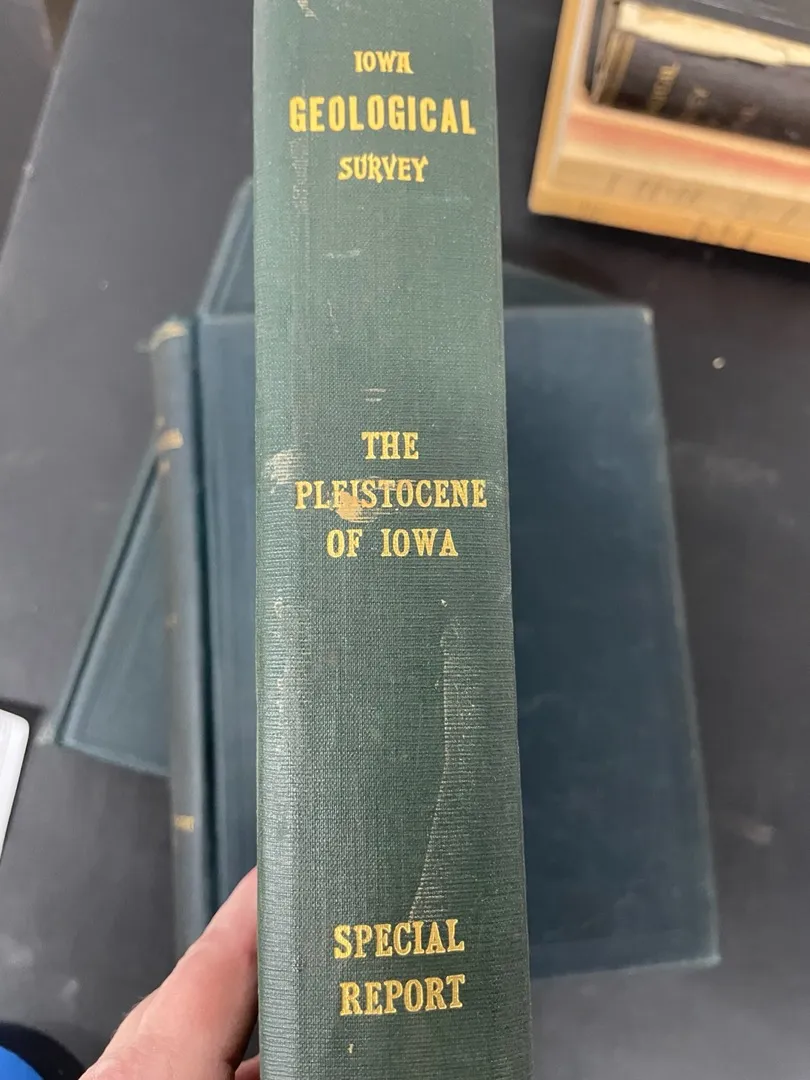 IOWA
GEOLOGICAL
SURVEY
THE
PLEISTOCENE
OF IOWA
SPECIAL
REPORT